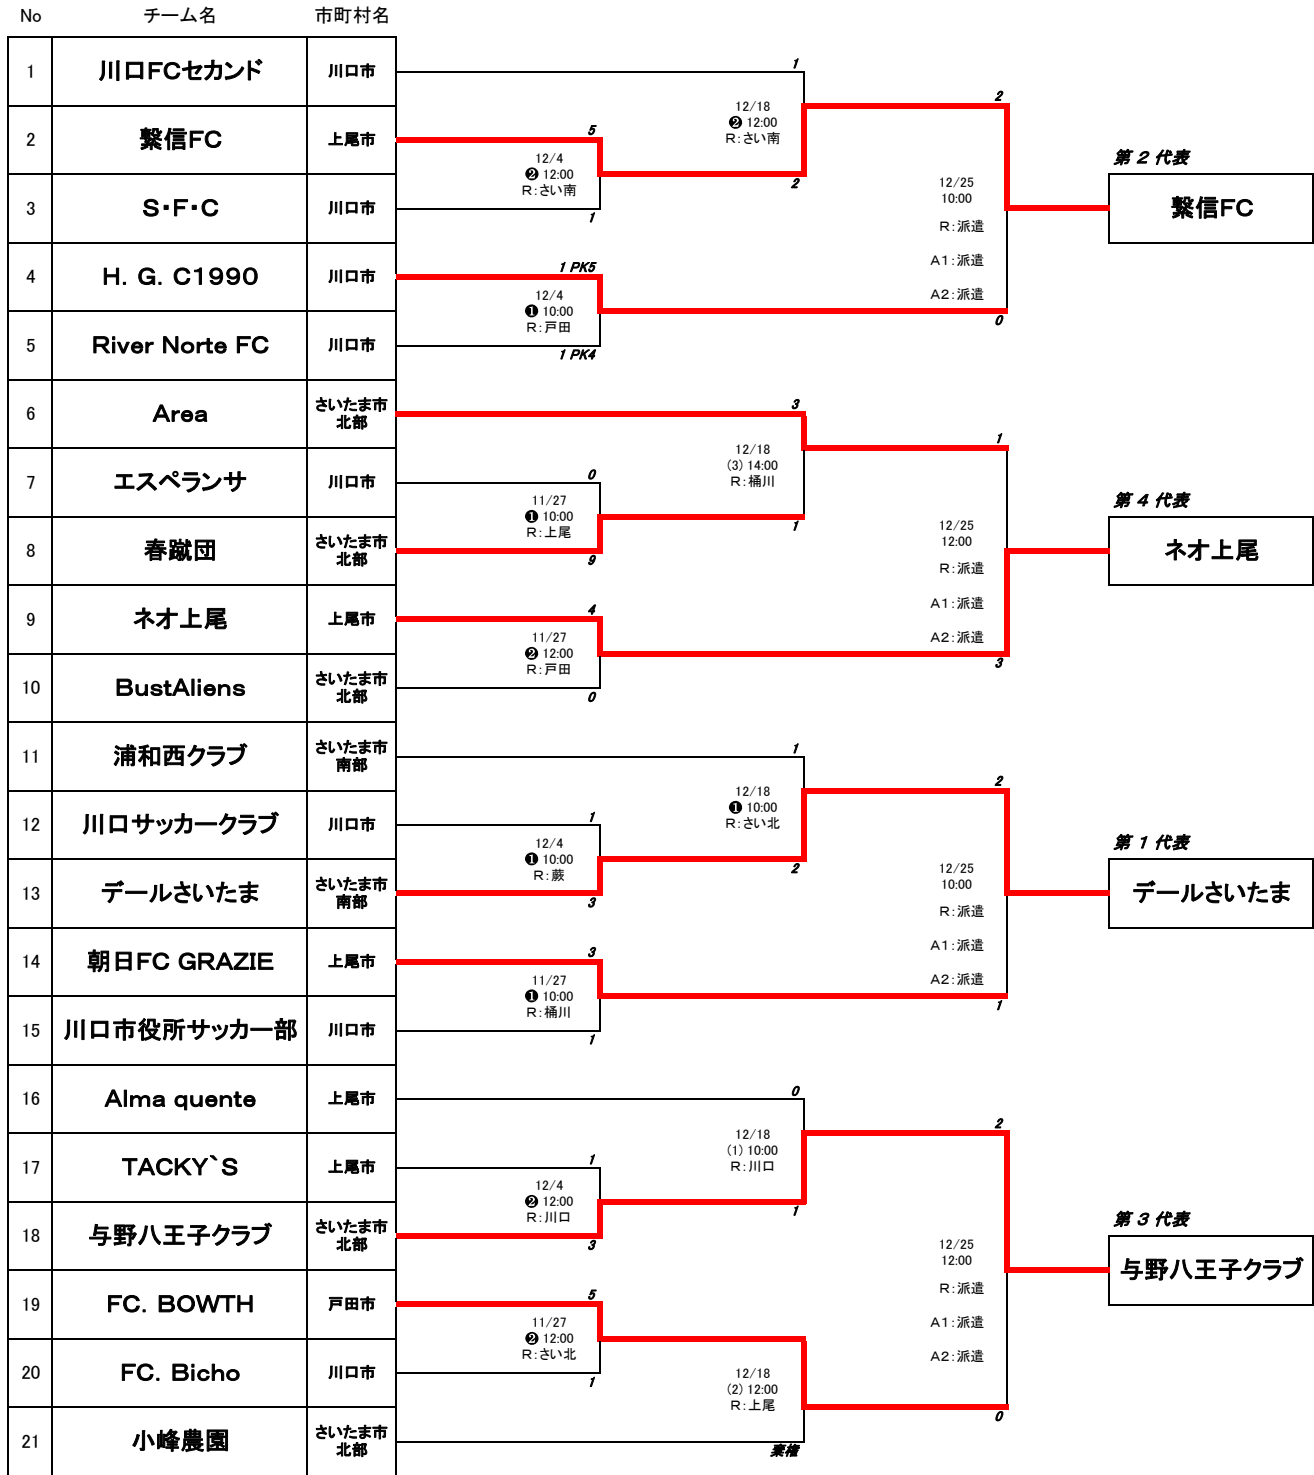 No チーム名 市町村名
1 川口FCセカンド 川口市
2 繋信FC 上尾市
3 S・F・C 川口市
4 H. G. C1990 川口市
5 River Norte FC 川口市
6 Area さいたま市
北部
7 エスペランサ 川口市
8 春蹴団 さいたま市
北部
9 ネオ上尾 上尾市
10 BustAliens さいたま市
北部
11 浦和西クラブ さいたま市
南部
12 川口サッカークラブ 川口市
13 デールさいたま さいたま市
南部
14 朝日FC GRAZIE 上尾市
15 川口市役所サッカー部 川口市
16 Alma quente 上尾市
17 TACKY`S 上尾市
18 与野八王子クラブ さいたま市
北部
19 FC. BOWTH 戸田市
20 FC. Bicho 川口市
21 小峰農園 さいたま市
北部
5
12/4
❷ 12:00
R:さい南
1
1 PK5
12/4
❶ 10:00
R:戸田
1 PK4
0
11/27
❶ 10:00
R:上尾
9
4
11/27
❷ 12:00
R:戸田
0
1
12/4
❶ 10:00
R:蕨
3
3
11/27
❶ 10:00
R:桶川
1
1
12/4
❷ 12:00
R:川口
3
5
11/27
❷ 12:00
R:さい北
1
1
12/18
❷ 12:00
R:さい南
2
3
12/18
(3) 14:00
R:桶川
1
1
12/18
❶ 10:00
R:さい北
2
0
12/18
(1) 10:00
R:川口
1
12/18
(2) 12:00
R:上尾
棄権
2
12/25
10:00
R:派遣
A1:派遣
A2:派遣
0
1
12/25
12:00
R:派遣
A1:派遣
A2:派遣
3
2
12/25
10:00
R:派遣
A1:派遣
A2:派遣
1
2
12/25
12:00
R:派遣
A1:派遣
A2:派遣
0
第 2 代表
繋信FC
第 4 代表
ネオ上尾
第 1 代表
デールさいたま
第 3 代表
与野八王子クラブ